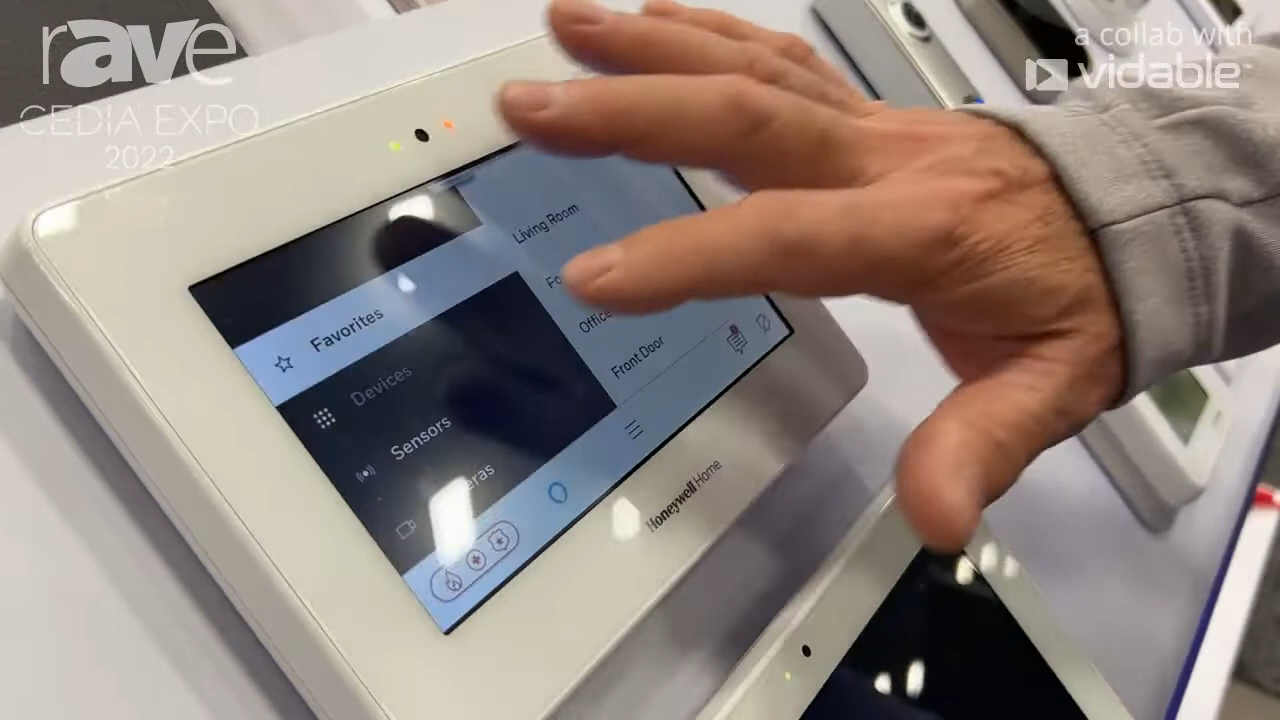 rave
CEDIA EXPO
2022
a collab with
vidable
Living Room
Office
Front Door
Favorites
Devices
Sensors
Honeywell Home